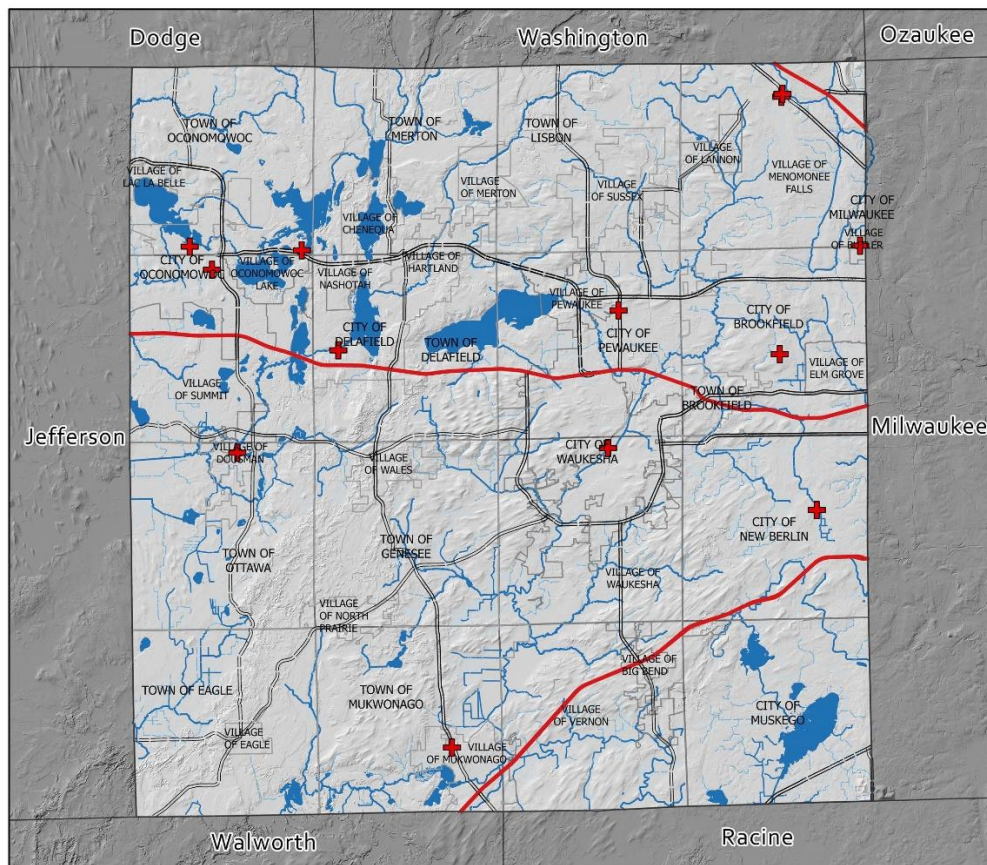 Dodge
Washington
Ozaukee
TOWN OF
OCONOMOWOC
TOWN OF
MERTON
TOWN OF
LISBON
VILLAGE
OF LANNON
VILLAGE OF
MENOMONEE
FALLS
VILLAGE OF
LAC LA BELLE
VILLAGE
OF MERTON
VILLAGE
OF SUSSEX
CITY OF
MILWAUKEE
VILLAGE OF
CHENEQUA
VILLAGE
OF BUTLER
CITY OF
OCONOMOWOC
VILLAGE OF
OCONOMOWOC
LAKE
VILLAGE OF
NASHOTAH
VILLAGE OF
HARTLAND
VILLAGE OF
PEWAUKEE
CITY OF
DELAFIELD
TOWN OF
DELAFIELD
CITY OF
PEWAUKEE
CITY OF
BROOKFIELD
VILLAGE OF
ELM GROVE
VILLAGE
OF SUMMIT
TOWN OF
BROOKFIELD
Jefferson
Milwaukee
VILLAGE OF
DOUSMAN
VILLAGE
OF WALES
CITY OF
WAUKESHA
CITY OF
NEW BERLIN
TOWN OF
OTTAWA
TOWN OF
GENESEE
VILLAGE OF
WAUKESHA
VILLAGE
OF NORTH
PRAIRIE
VILLAGE OF
BIG BEND
TOWN OF EAGLE
TOWN OF
MUKWONAGO
VILLAGE
OF VERNON
CITY OF
MUSKEGO
VILLAGE
OF EAGLE
VILLAGE
OF MUKWONAGO
Walworth
Racine